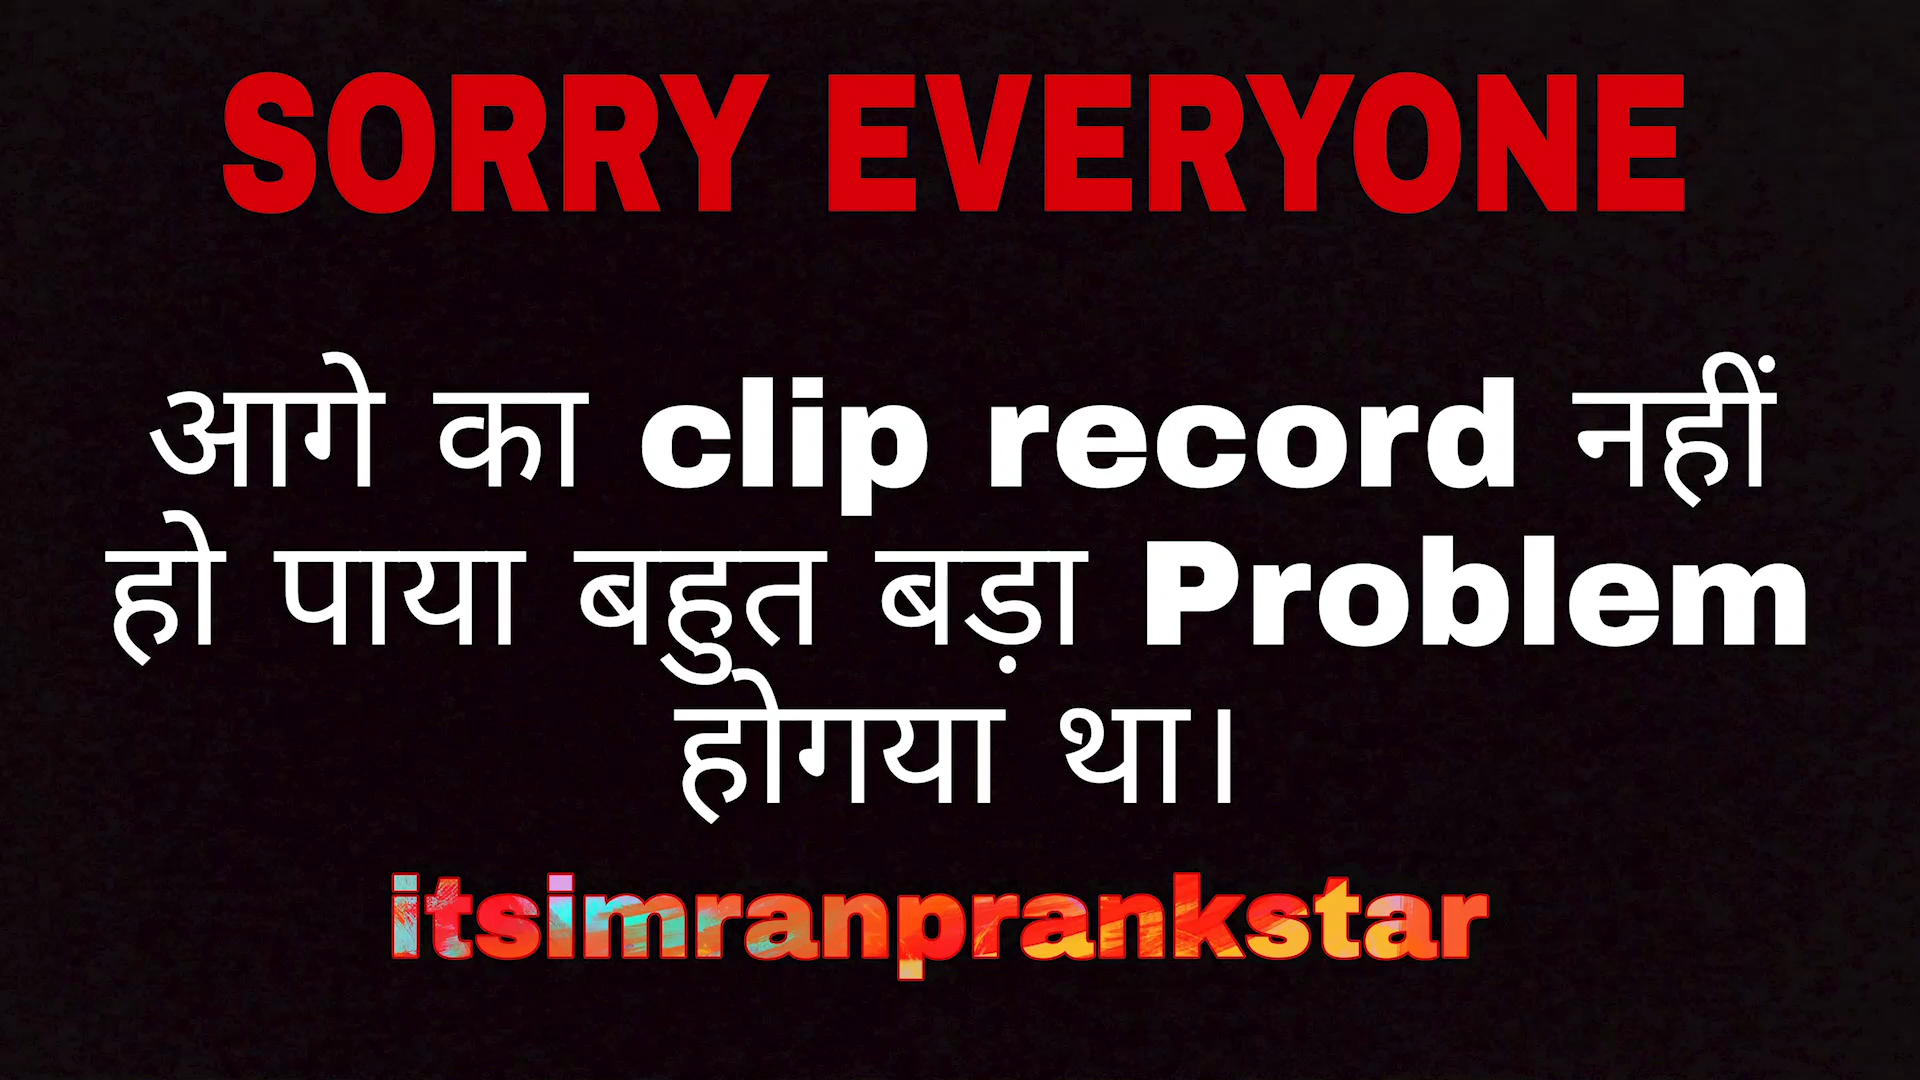 SORRY EVERYONE
आगे का clip record नहीं
हो पाया बहुत बड़ा Problem
होगया था।
itsimranprankstar